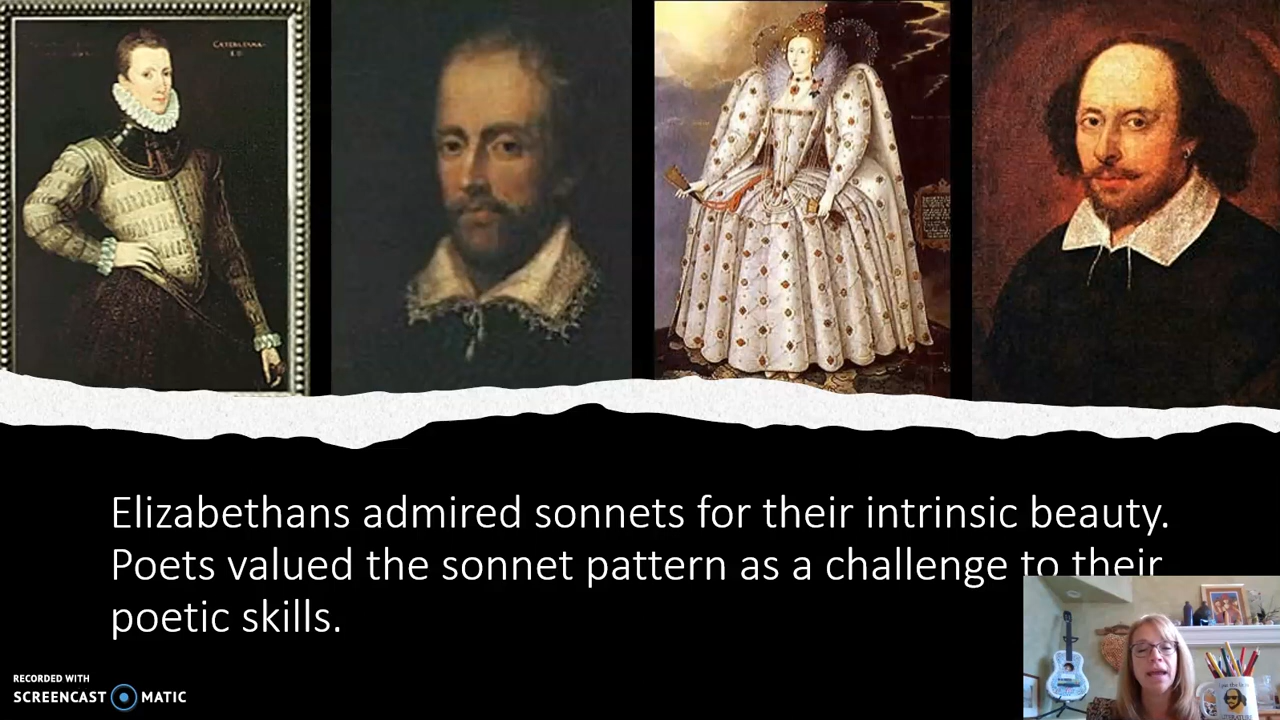 Elizabethans admired sonnets for their intrinsic beauty.
Poets valued the sonnet pattern as a challenge to their
poetic skills.
RECORDED WITH
SCREENCAST MATIC